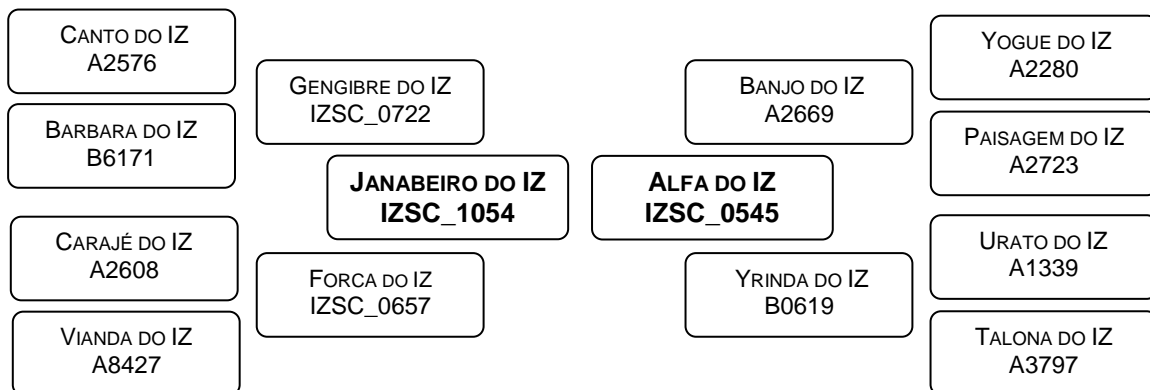 CANTO DO IZ
A2576
BARBARA DO IZ
B6171
CARAJÉ DO IZ
A2608
VIANDA DO IZ
A8427
GENGIBRE DO IZ
IZSC_0722
FORCA DO IZ
IZSC_0657
JANABEIRO DO IZ
IZSC_1054
ALFA DO IZ
IZSC_0545
BANJO DO IZ
A2669
YRINDA DO IZ
B0619
YOGUE DO IZ
A2280
PAISAGEM DO IZ
A2723
URATO DO IZ
A1339
TALONA DO IZ
A3797